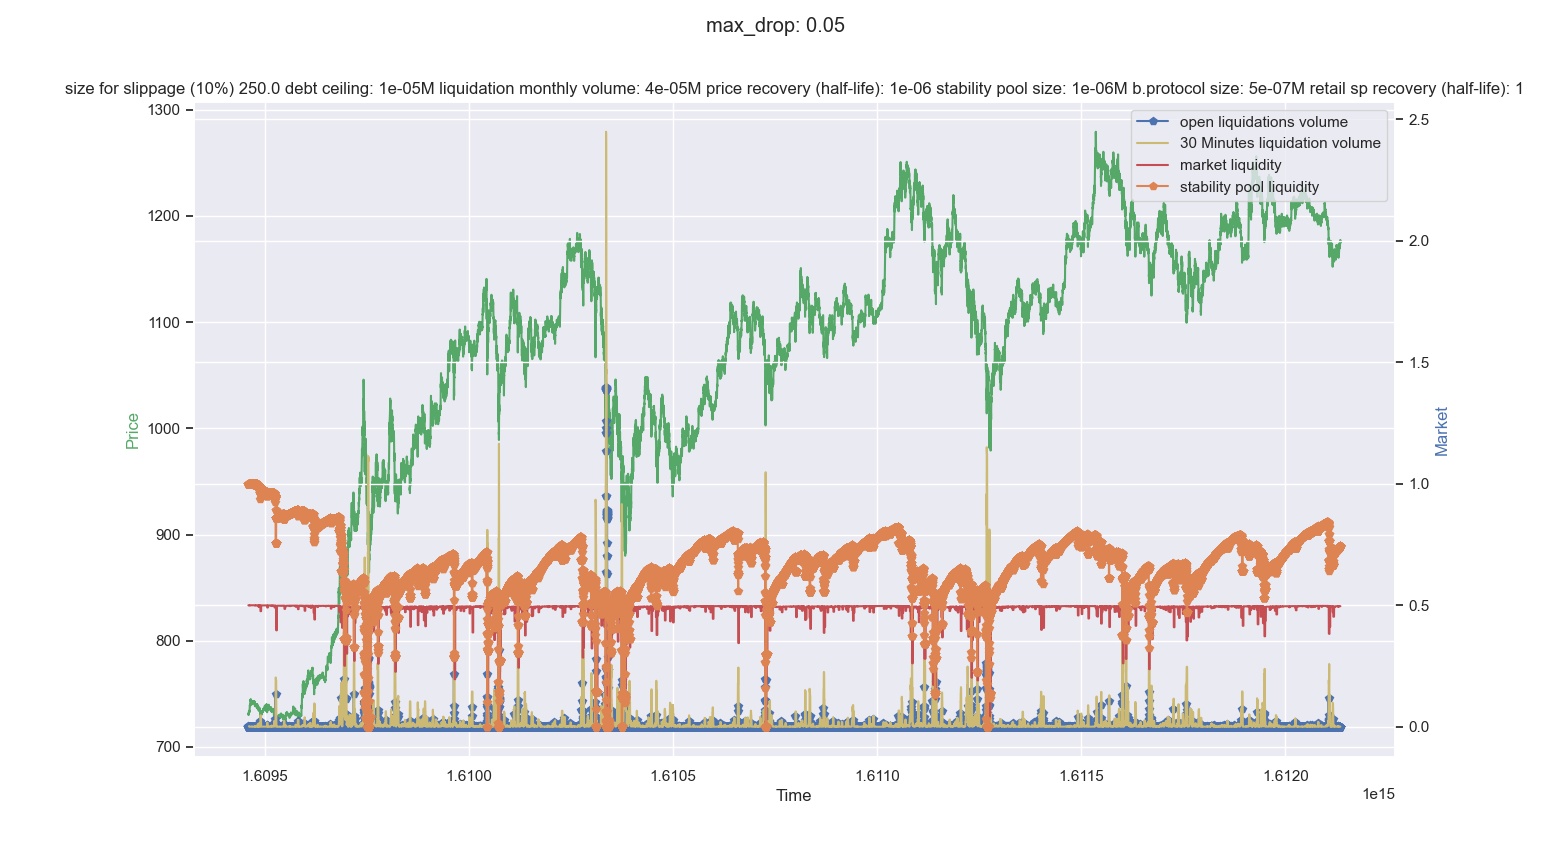 max_drop: 0.05
size for slippage (10%) 250.0 debt ceiling: 1e-05M liquidation monthly volume: 4e-05M price recovery (half-life): 1e-06 stability pool size: 1e-06M b.protocol size: 5e-07M retail sp recovery (half-life): 1
open liquidations volume
30 Minutes liquidation volume
market liquidity
stability pool liquidity
1300
1200
1100
1000
900
800
700
Price
2.5
2.0
1.5
1.0
0.5
0.0
Market
1.6095 1.6100 1.6105 1.6110 1.6115 1.6120
1e15
Time